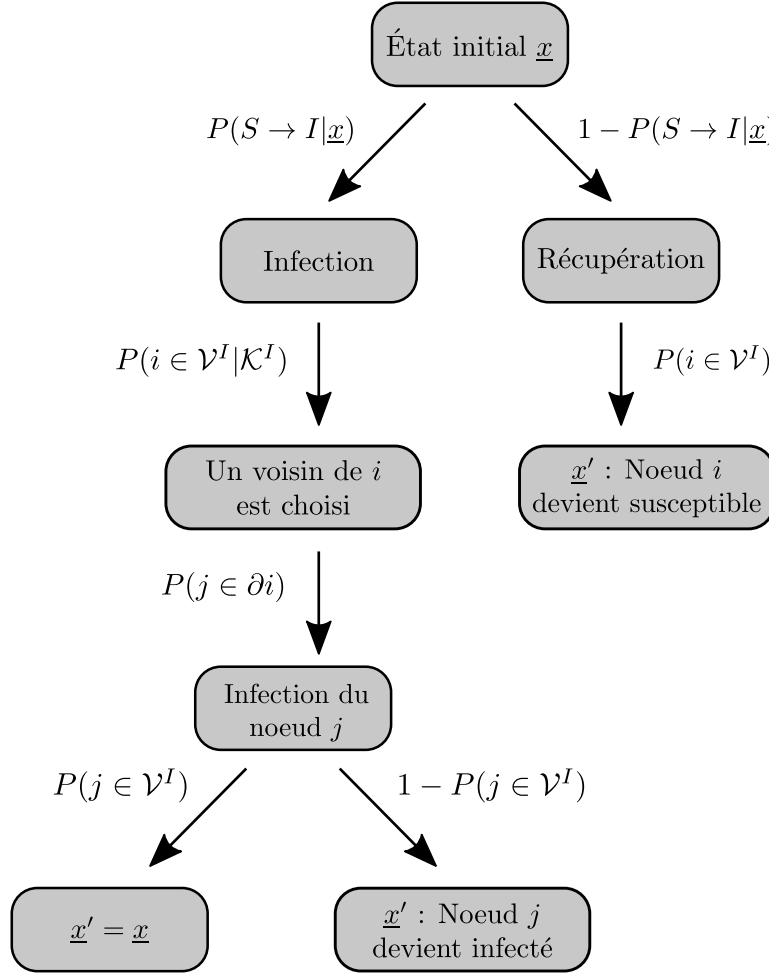 État initial x
P(S → I|x)
1 − P(S → I|x)
Infection
Récupération
P(i ∈ 𝒱^I|𝒦^I)
P(i ∈ 𝒱^I)
Un voisin de i
est choisi
x′ : Noeud i
devient susceptible
P(j ∈ ∂i)
Infection du
noeud j
P(j ∈ 𝒱^I)
1 − P(j ∈ 𝒱^I)
x′ = x
x′ : Noeud j
devient infecté